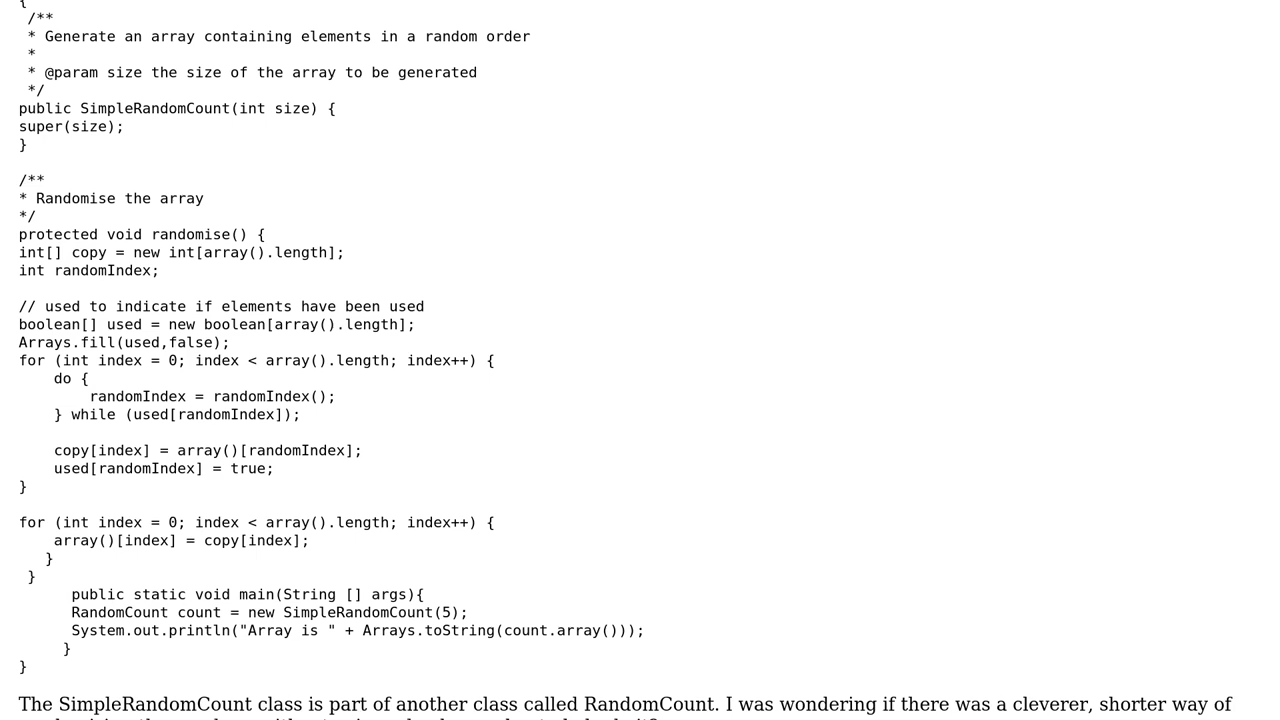 {
 /**
 * Generate an array containing elements in a random order
 *
 * @param size the size of the array to be generated
 */
public SimpleRandomCount(int size) {
super(size);
}

/**
* Randomise the array
*/
protected void randomise() {
int[] copy = new int[array().length];
int randomIndex;

// used to indicate if elements have been used
boolean[] used = new boolean[array().length];
Arrays.fill(used,false);
for (int index = 0; index < array().length; index++) {
    do {
        randomIndex = randomIndex();
    } while (used[randomIndex]);

    copy[index] = array()[randomIndex];
    used[randomIndex] = true;
}

for (int index = 0; index < array().length; index++) {
    array()[index] = copy[index];
   }
 }
      public static void main(String [] args){
      RandomCount count = new SimpleRandomCount(5);
      System.out.println("Array is " + Arrays.toString(count.array()));
     }
}
The SimpleRandomCount class is part of another class called RandomCount. I was wondering if there was a cleverer, shorter way of